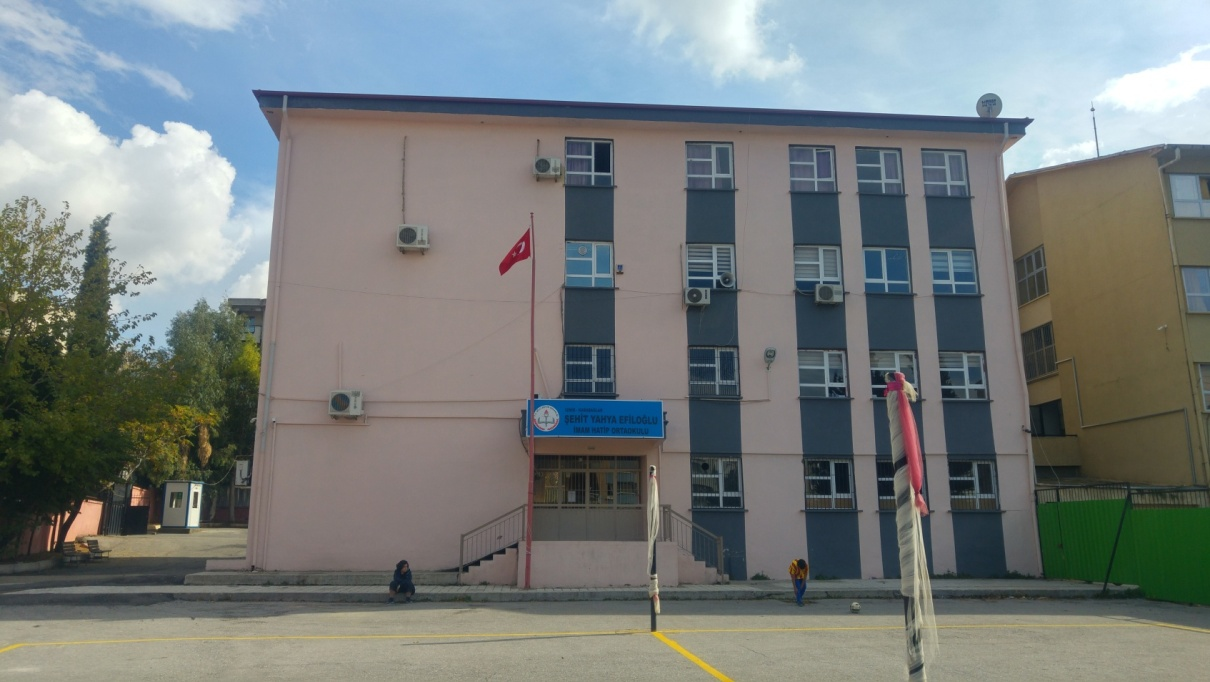 ŞEHİT YAHYA EFİLOĞLU
İMAM HATİP ORTAOKULU